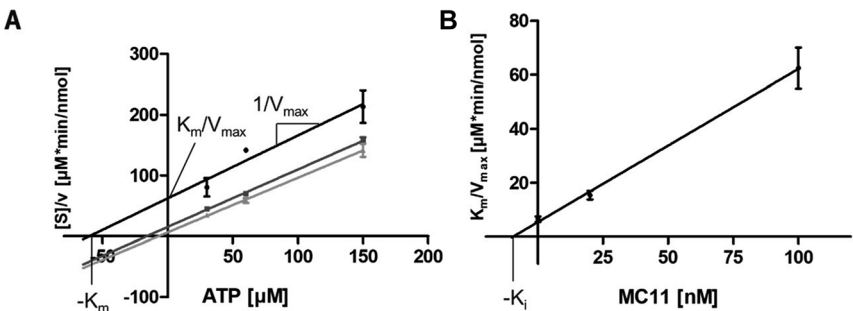 A
[S]/v [µM*min/nmol]
300
200
100
-100
-50
50
100
150
200
Km/Vmax
1/Vmax
-Km
ATP [µM]
B
Km/Vmax [µM*min/nmol]
80
60
40
20
25
50
75
100
-Ki
MC11 [nM]